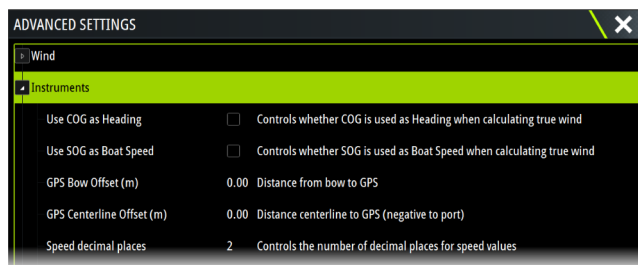 ADVANCED SETTINGS
Wind
Instruments
Use COG as Heading Controls whether COG is used as Heading when calculating true wind
Use SOG as Boat Speed Controls whether SOG is used as Boat Speed when calculating true wind
GPS Bow Offset (m) 0.00 Distance from bow to GPS
GPS Centerline Offset (m) 0.00 Distance centerline to GPS (negative to port)
Speed decimal places 2 Controls the number of decimal places for speed values